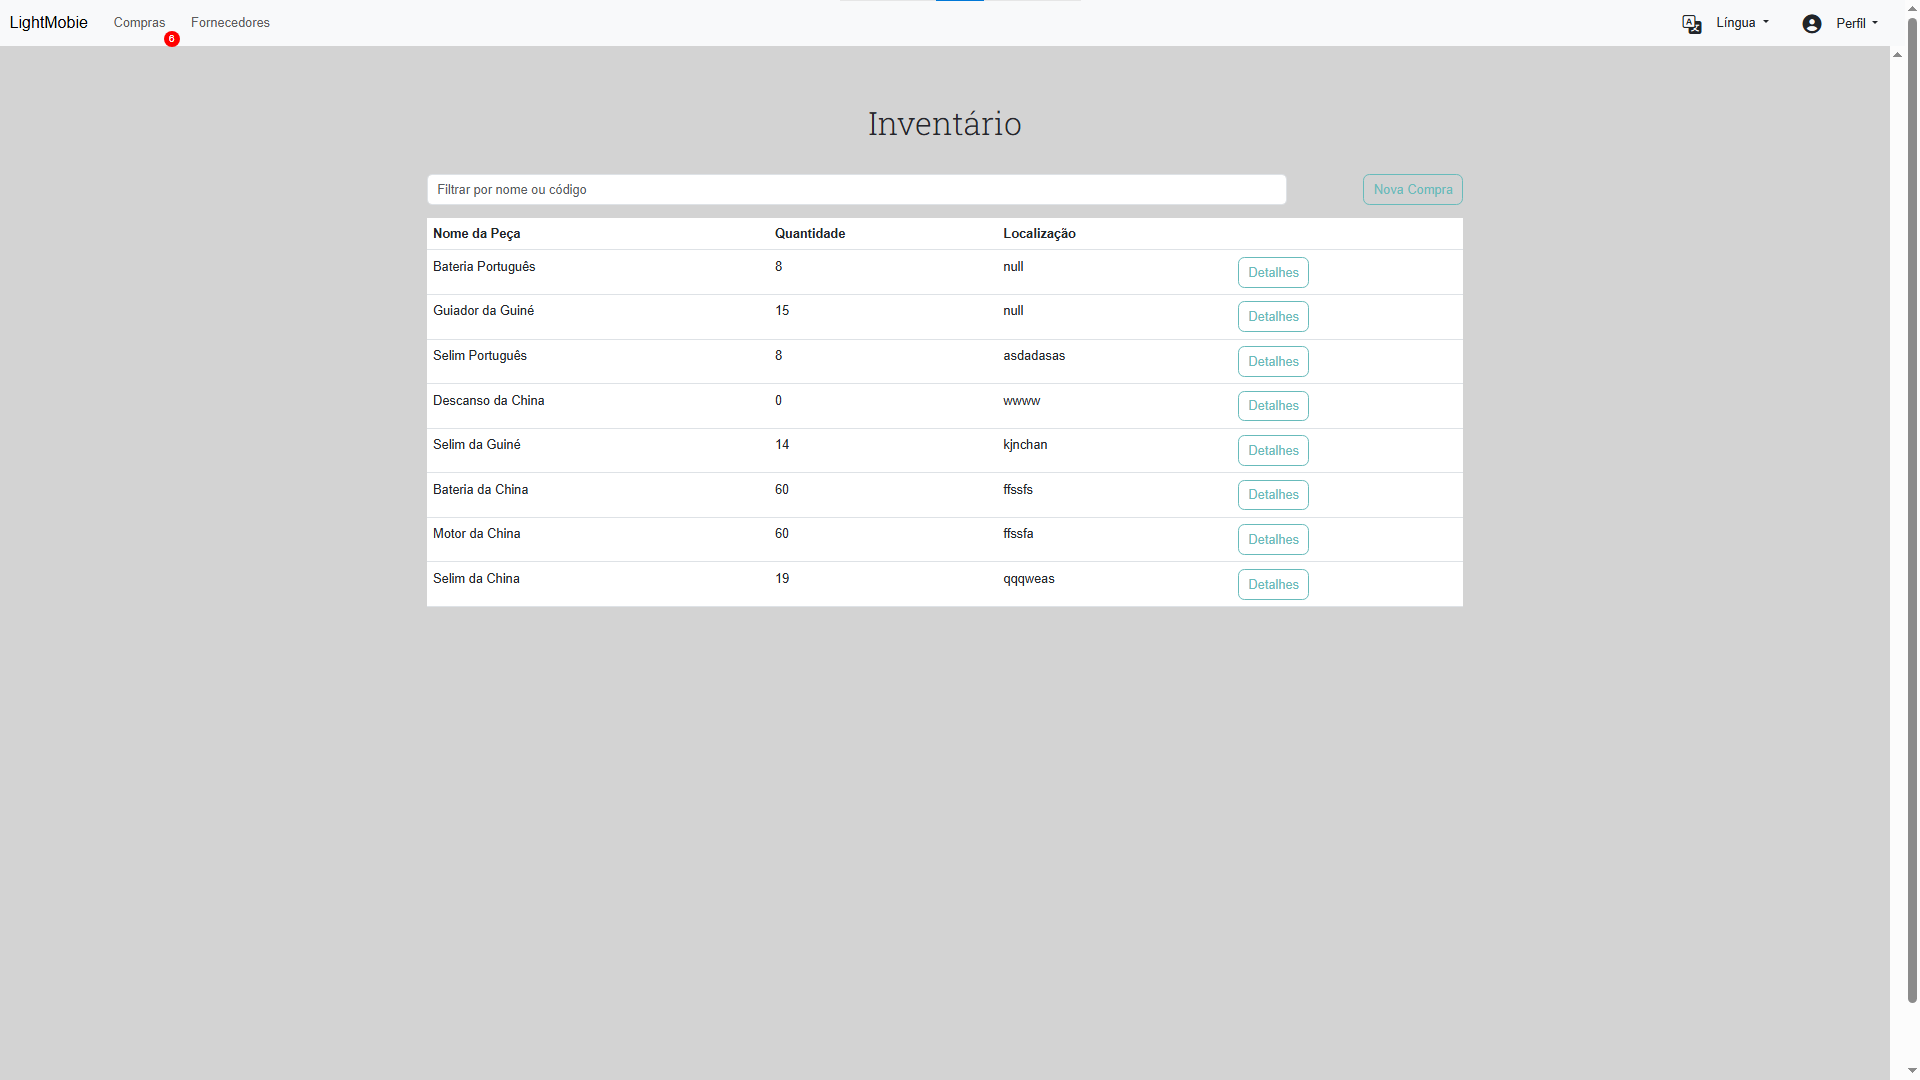 LightMobie Compras Fornecedores Língua Perfil
6
Inventário
Filtrar por nome ou código Nova Compra
Nome da Peça Quantidade Localização
Bateria Português 8 null Detalhes
Guiador da Guiné 15 null Detalhes
Selim Português 8 asdadasas Detalhes
Descanso da China 0 wwww Detalhes
Selim da Guiné 14 kjnchan Detalhes
Bateria da China 60 ffssfs Detalhes
Motor da China 60 ffssfa Detalhes
Selim da China 19 qqqweas Detalhes